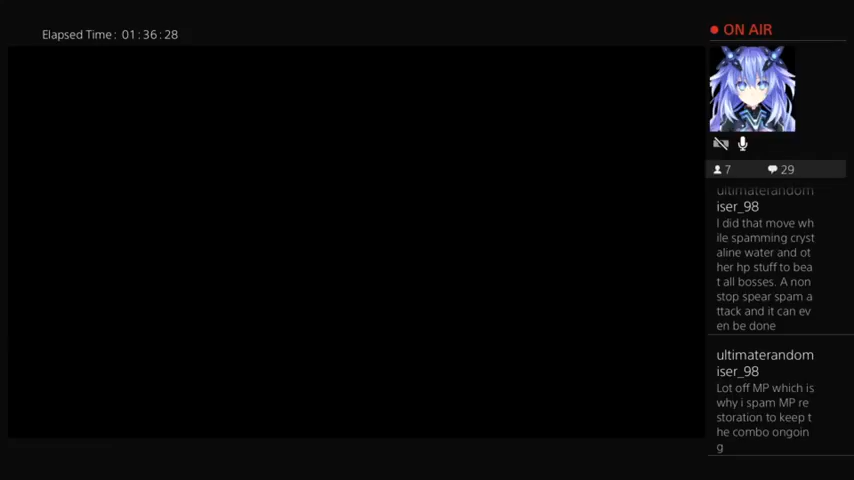 Elapsed Time: 01:36:28
ON AIR
7 29
ultimaterandom
iser_98
I did that move wh
ile spamming cryst
aline water and ot
her hp stuff to bea
t all bosses. A non
stop spear spam a
ttack and it can ev
en be done
ultimaterandom
iser_98
Lot off MP which is
why i spam MP re
storation to keep t
he combo ongoin
g